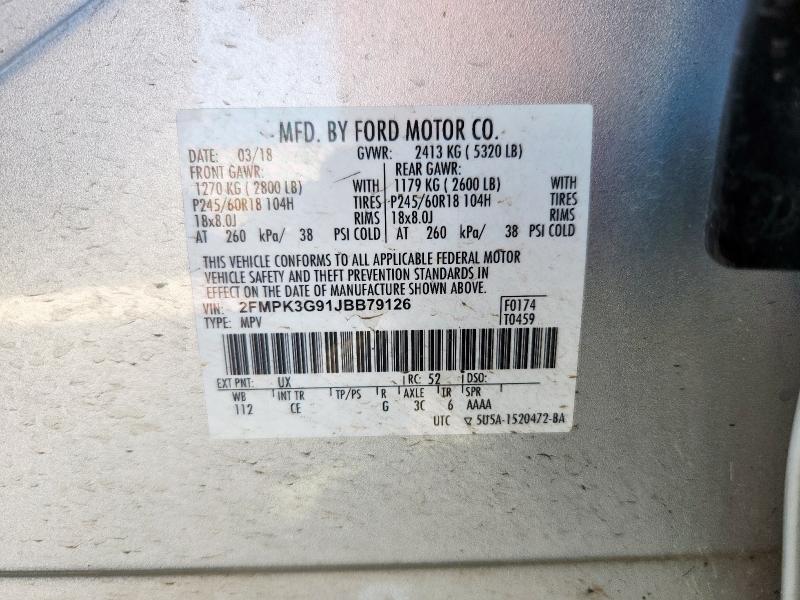 MFD. BY FORD MOTOR CO.
DATE: 03/18 GVWR: 2413 KG ( 5320 LB)
FRONT GAWR: REAR GAWR:
1270 KG ( 2800 LB) WITH 1179 KG ( 2600 LB) WITH
P245/60R18 104H TIRES P245/60R18 104H TIRES
18x8.0J RIMS 18x8.0J RIMS
AT 260 kPa/ 38 PSI COLD AT 260 kPa/ 38 PSI COLD
THIS VEHICLE CONFORMS TO ALL APPLICABLE FEDERAL MOTOR
VEHICLE SAFETY AND THEFT PREVENTION STANDARDS IN
EFFECT ON THE DATE OF MANUFACTURE SHOWN ABOVE.
VIN: 2FMPK3G91JBB79126 F0174
TYPE: MPV T0459
EXT PNT: UX RC: 52 DSO:
WB INT TR TP/PS R AXLE IR SPR
112 CE G 3C 6 AAAA
UTC ▽ 5U5A-1520472-BA